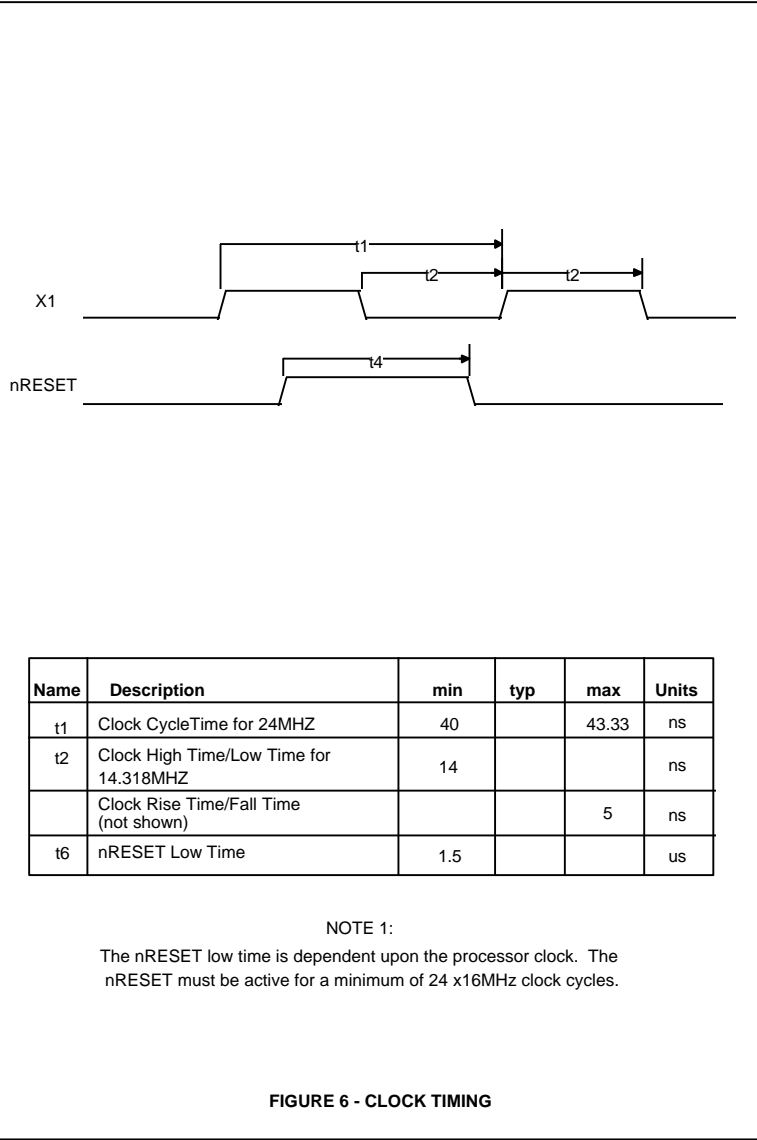 t1
t2 t2
X1
t4
nRESET
Name Description min typ max Units
t1 Clock CycleTime for 24MHZ 40 43.33 ns
t2 Clock High Time/Low Time for
14.318MHZ 14 ns
Clock Rise Time/Fall Time
(not shown) 5 ns
t6 nRESET Low Time 1.5 us
NOTE 1:
The nRESET low time is dependent upon the processor clock. The
nRESET must be active for a minimum of 24 x16MHz clock cycles.
FIGURE 6 - CLOCK TIMING